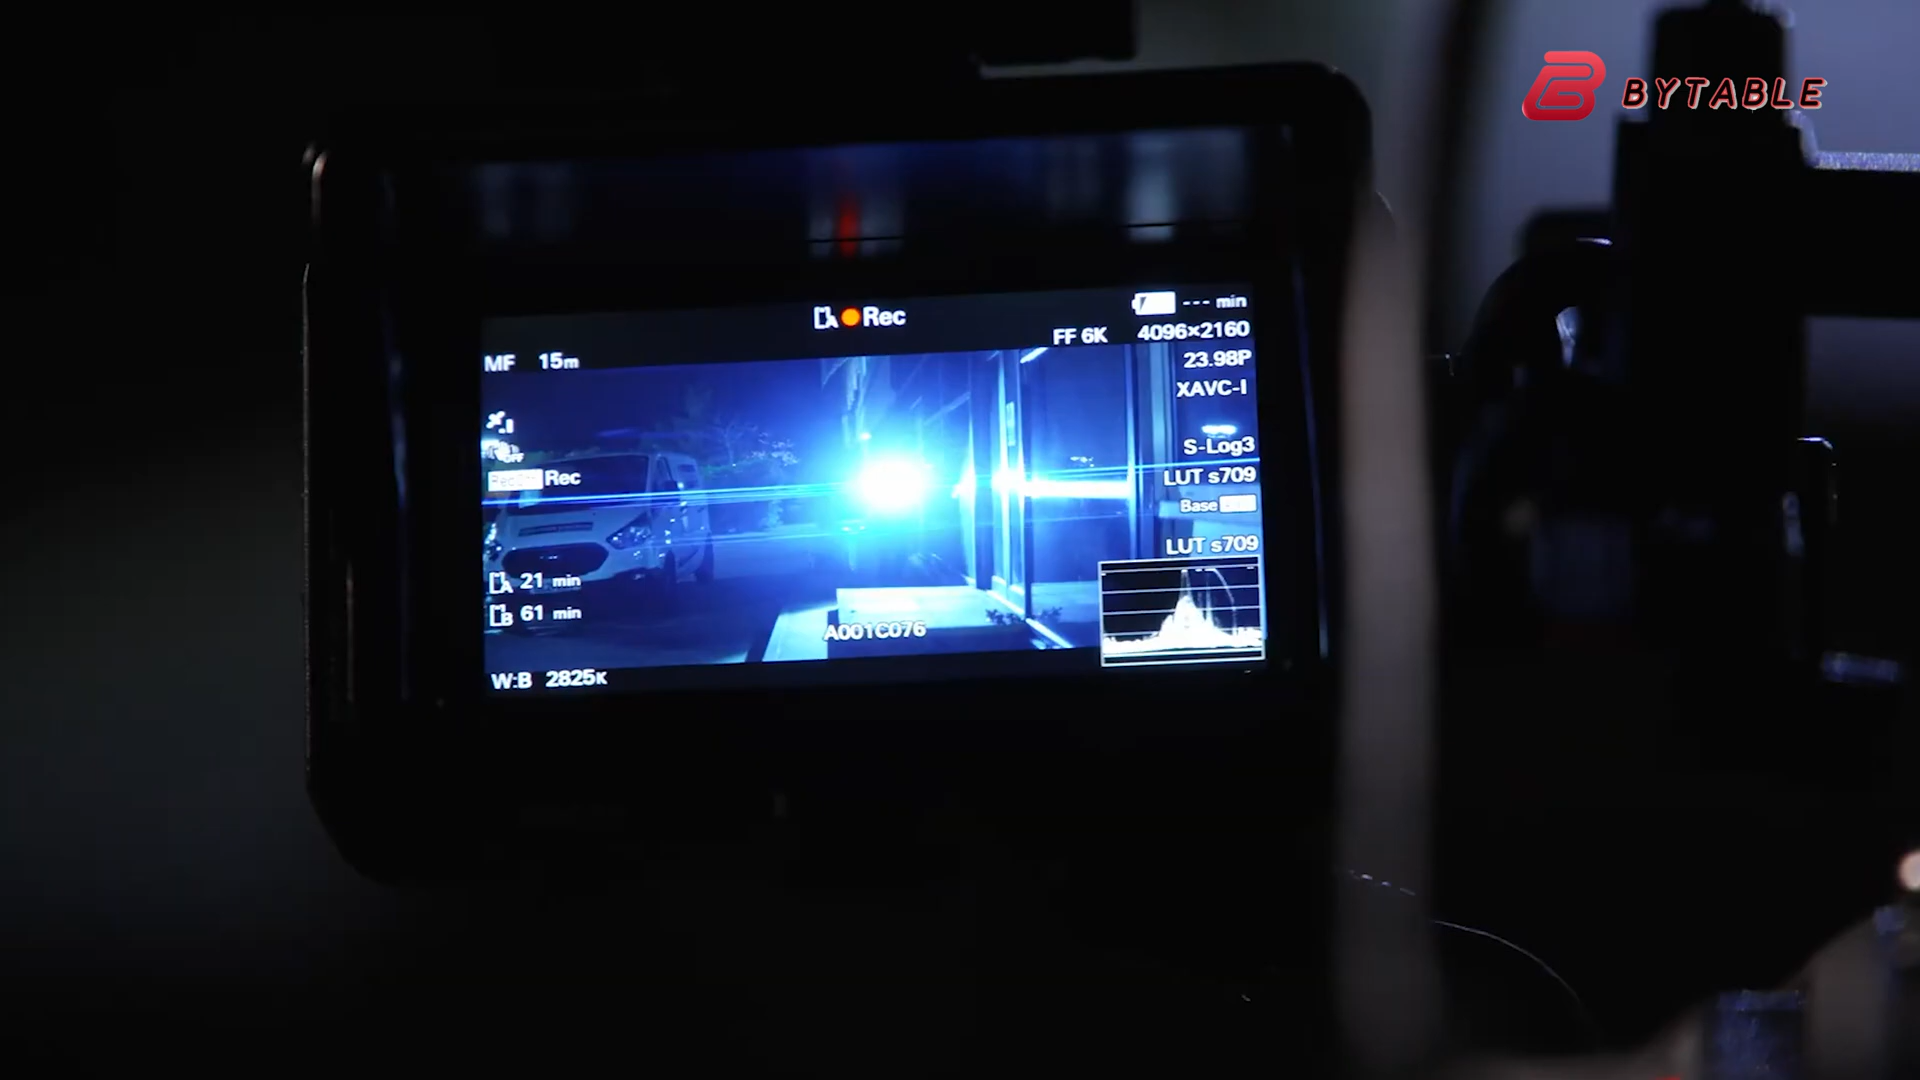 BYTABLE
Rec
--- min
FF 6K 4096×2160
MF 15m
23.98P
XAVC-I
OFF
S-Log3
Rec
LUT s709
Base
LUT s709
A 21 min
B 61 min
A001C076
W:B 2825K